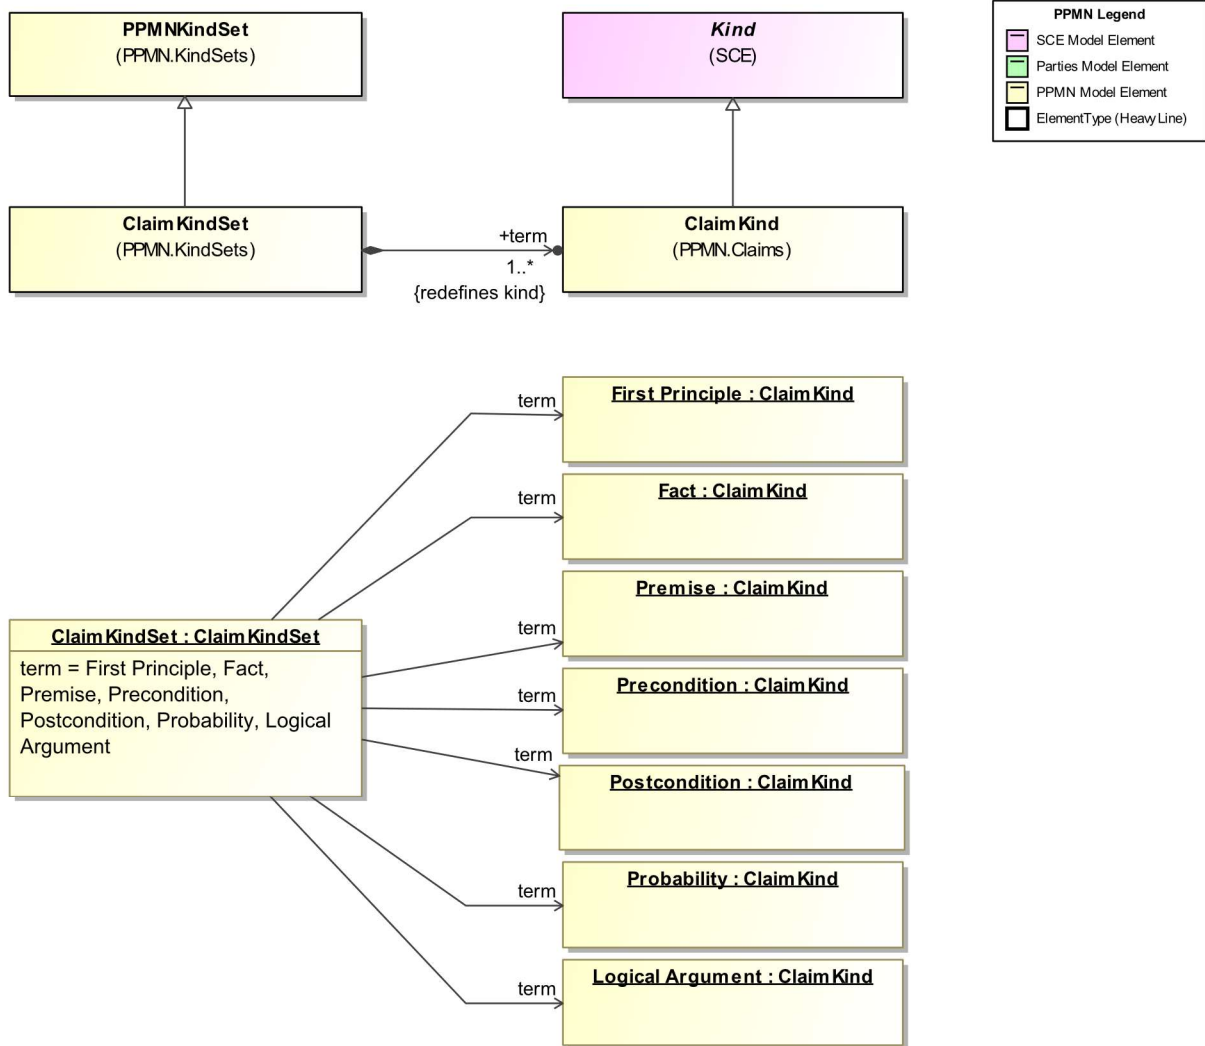 PPMNKindSet
(PPMN.KindSets)
Kind
(SCE)
PPMN Legend
SCE Model Element
Parties Model Element
PPMN Model Element
ElementType (Heavy Line)
ClaimKindSet
(PPMN.KindSets)
+term
1..*
{redefines kind}
ClaimKind
(PPMN.Claims)
term
First Principle : ClaimKind
term
Fact : ClaimKind
term
Premise : ClaimKind
ClaimKindSet : ClaimKindSet
term = First Principle, Fact,
Premise, Precondition,
Postcondition, Probability, Logical
Argument
term
Precondition : ClaimKind
term
Postcondition : ClaimKind
term
Probability : ClaimKind
term
Logical Argument : ClaimKind